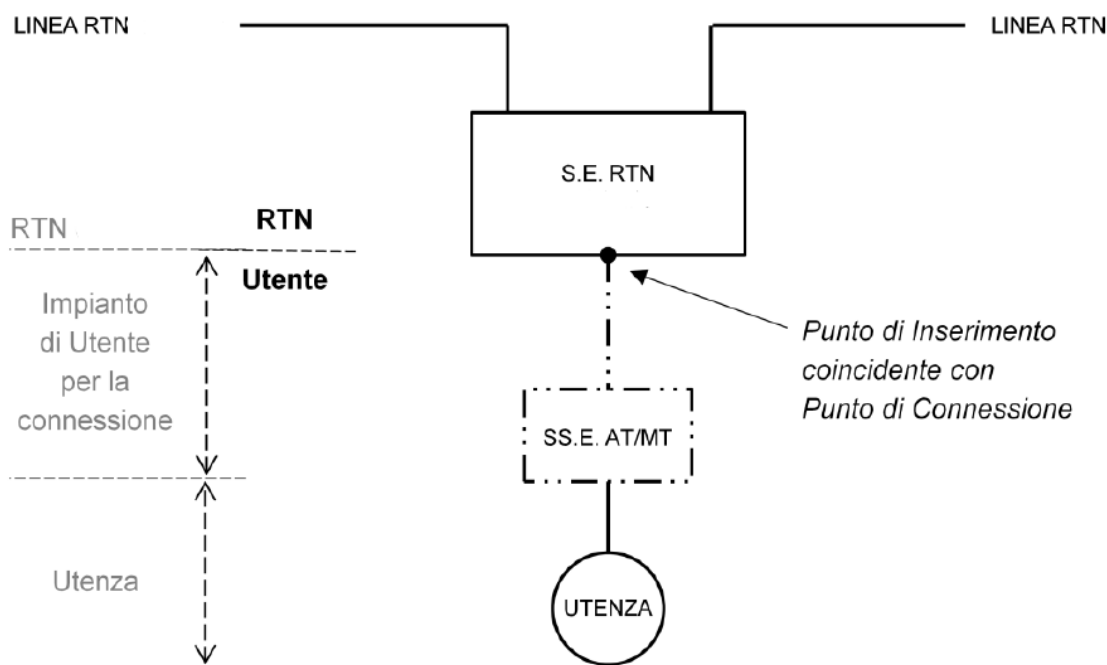 LINEA RTN
LINEA RTN
S.E. RTN
RTN
RTN
Utente
Impianto
di Utente
per la
connessione
Punto di Inserimento
coincidente con
Punto di Connessione
SS.E. AT/MT
Utenza
UTENZA